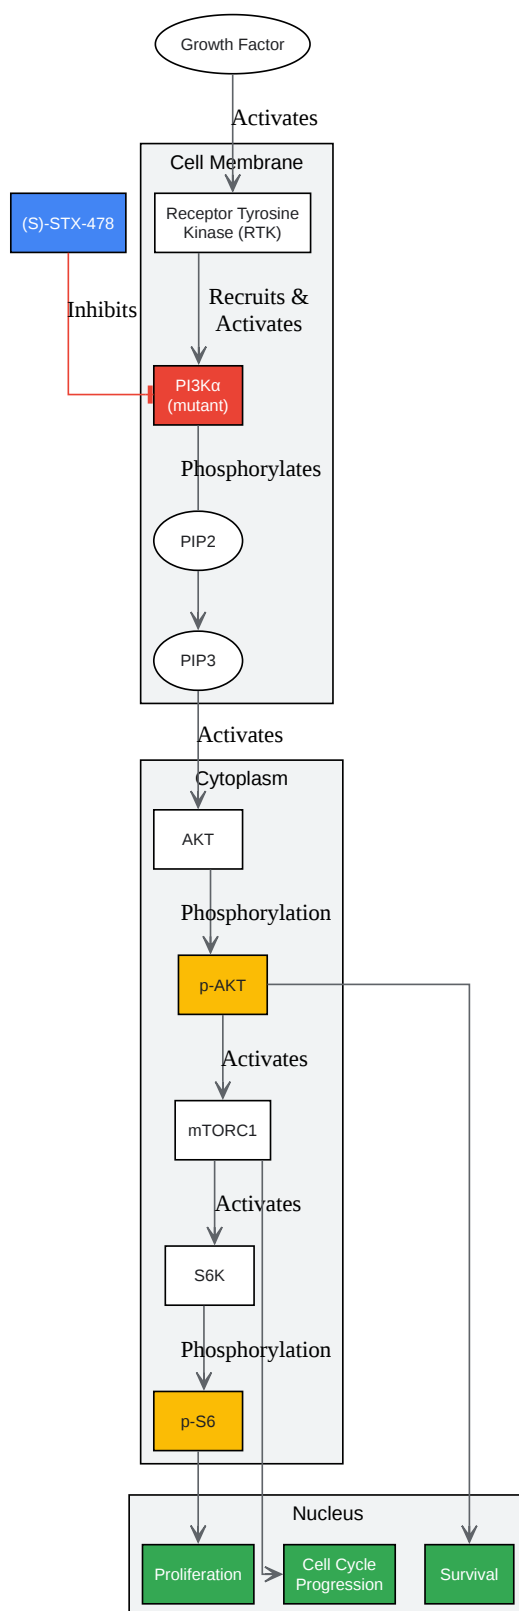 Growth Factor
Activates
Cell Membrane
(S)-STX-478
Receptor Tyrosine
Kinase (RTK)
Inhibits
Recruits &
Activates
PI3Kα
(mutant)
Phosphorylates
PIP2
PIP3
Activates
Cytoplasm
AKT
Phosphorylation
p-AKT
Activates
mTORC1
Activates
S6K
Phosphorylation
p-S6
Nucleus
Proliferation
Cell Cycle
Progression
Survival